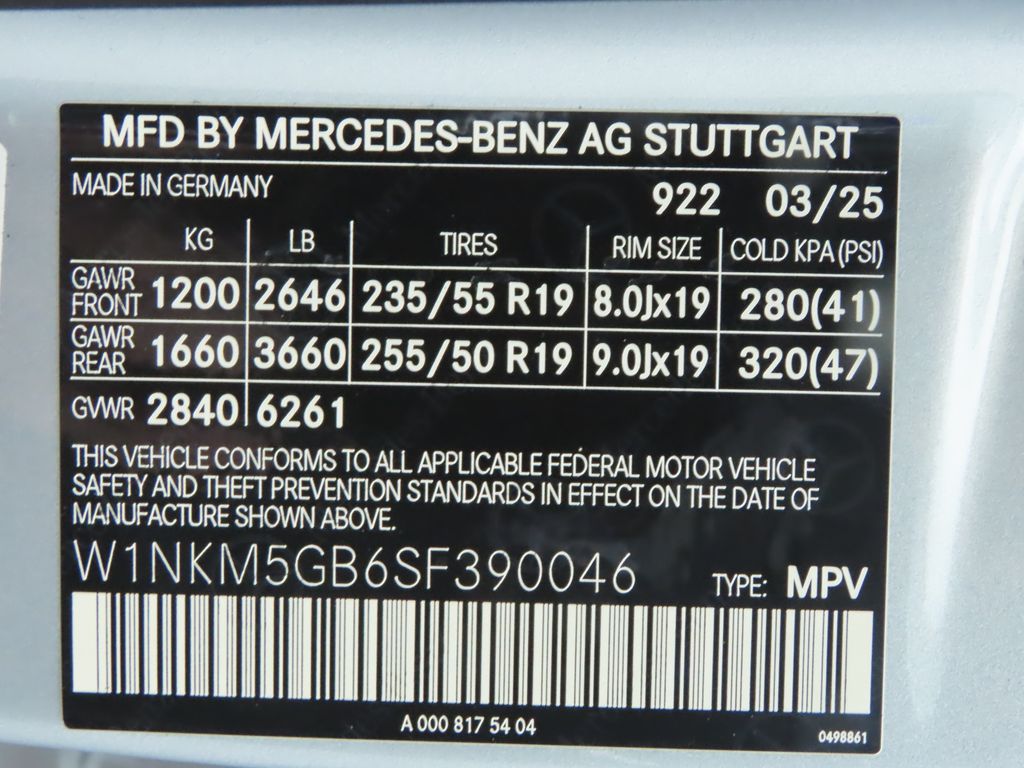 MFD BY MERCEDES-BENZ AG STUTTGART
MADE IN GERMANY 922 03/25
KG LB TIRES RIM SIZE COLD KPA (PSI)
GAWR FRONT 1200 2646 235/55 R19 8.0Jx19 280(41)
GAWR REAR 1660 3660 255/50 R19 9.0Jx19 320(47)
GVWR 2840 6261
THIS VEHICLE CONFORMS TO ALL APPLICABLE FEDERAL MOTOR VEHICLE
SAFETY AND THEFT PREVENTION STANDARDS IN EFFECT ON THE DATE OF
MANUFACTURE SHOWN ABOVE.
W1NKM5GB6SF390046 TYPE: MPV
A 000 817 54 04
0498861